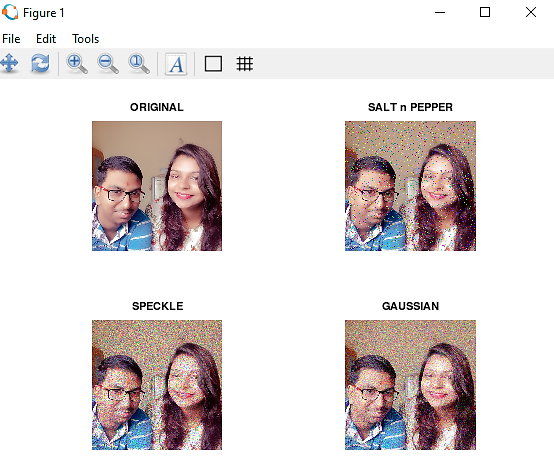 Figure 1
File Edit Tools
A
ORIGINAL SALT n PEPPER
SPECKLE GAUSSIAN